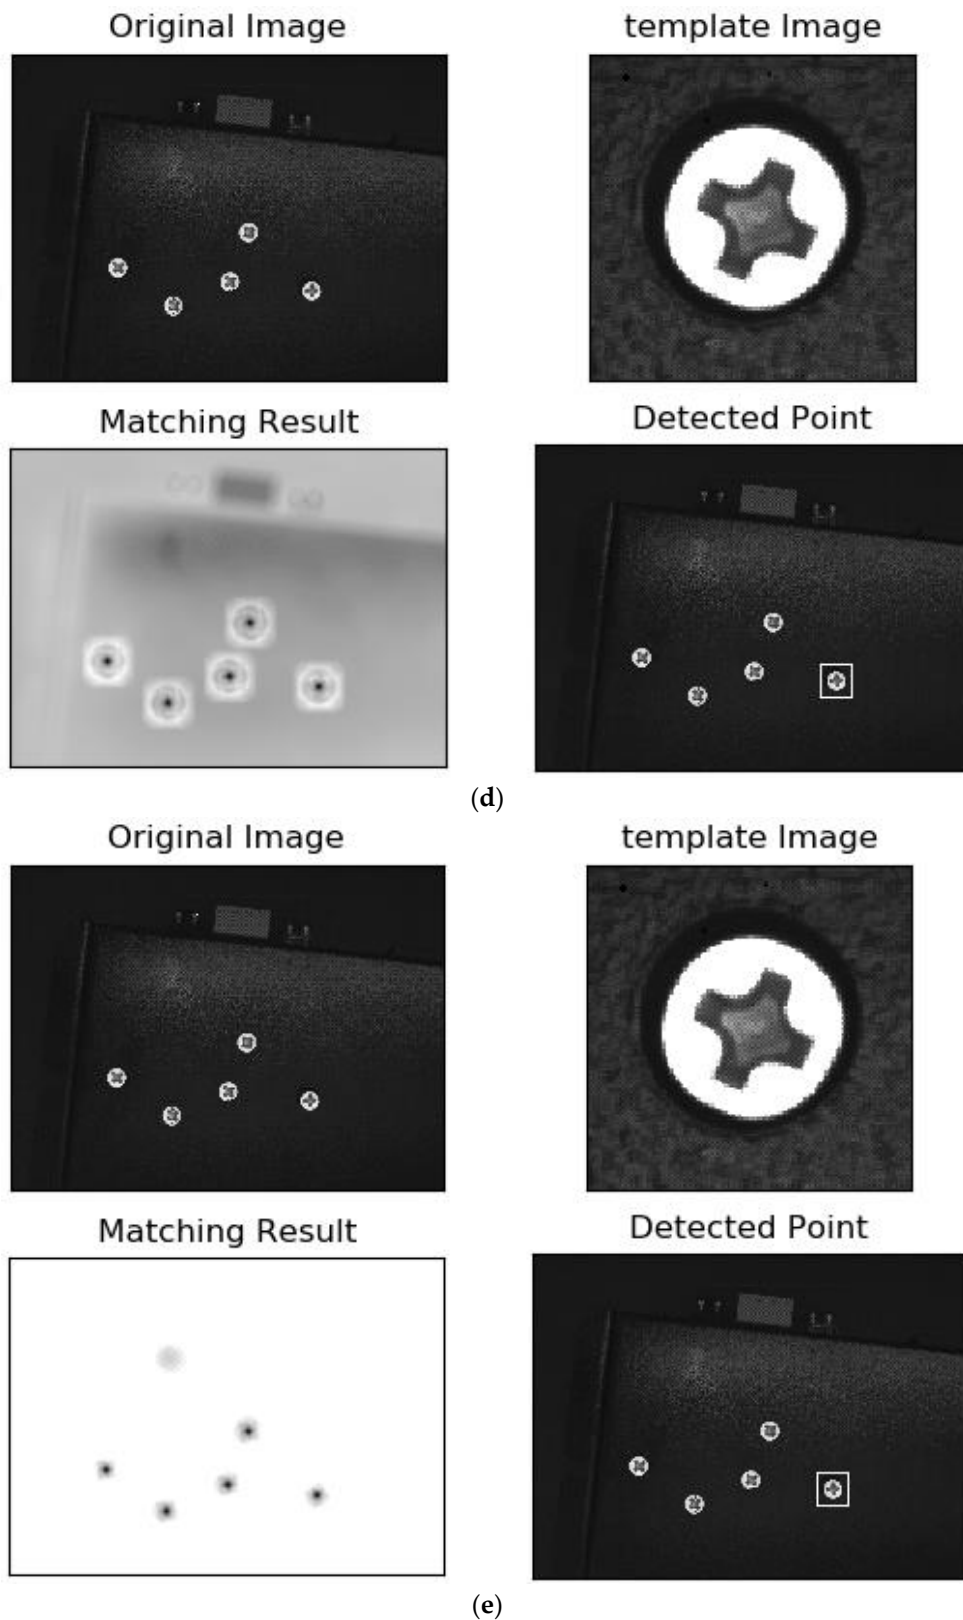 Original Image template Image
Matching Result Detected Point
(d)
Original Image template Image
Matching Result Detected Point
(e)